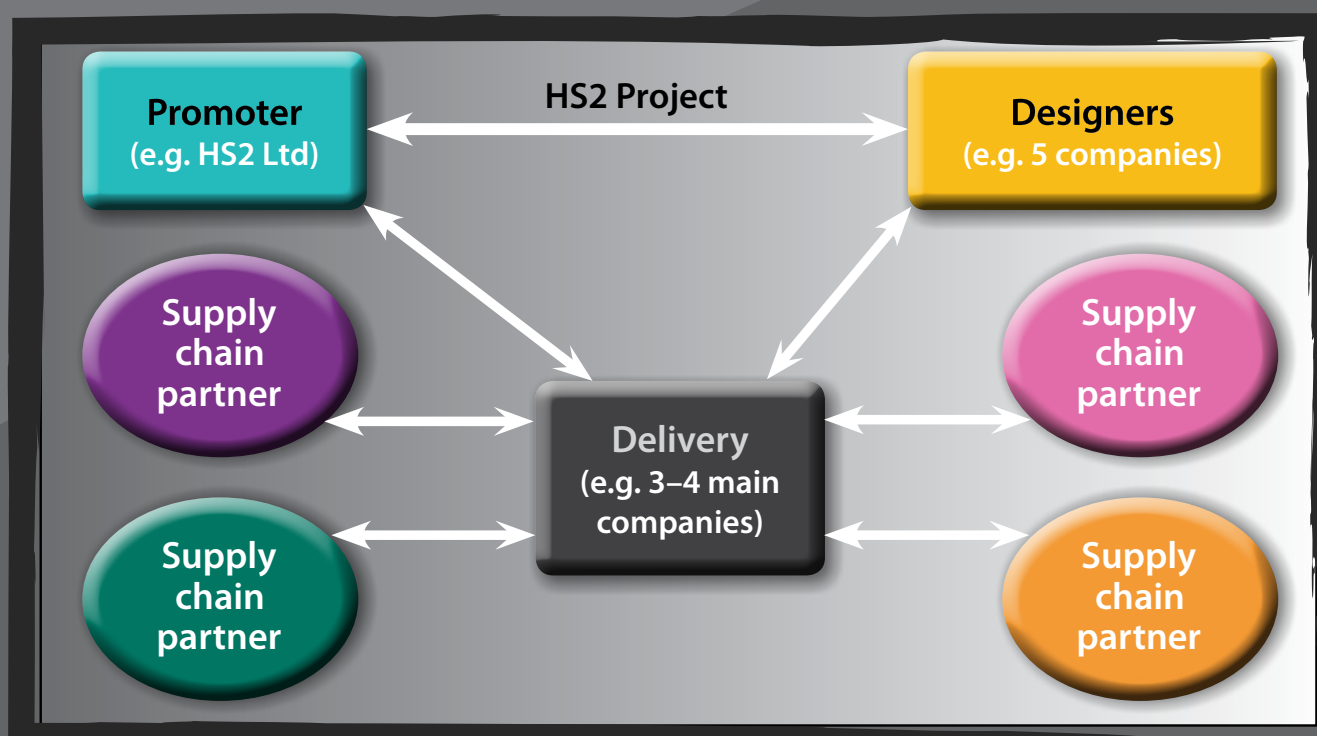 Promoter
(e.g. HS2 Ltd)
HS2 Project
Designers
(e.g. 5 companies)
Supply
chain
partner
Supply
chain
partner
Delivery
(e.g. 3–4 main
companies)
Supply
chain
partner
Supply
chain
partner